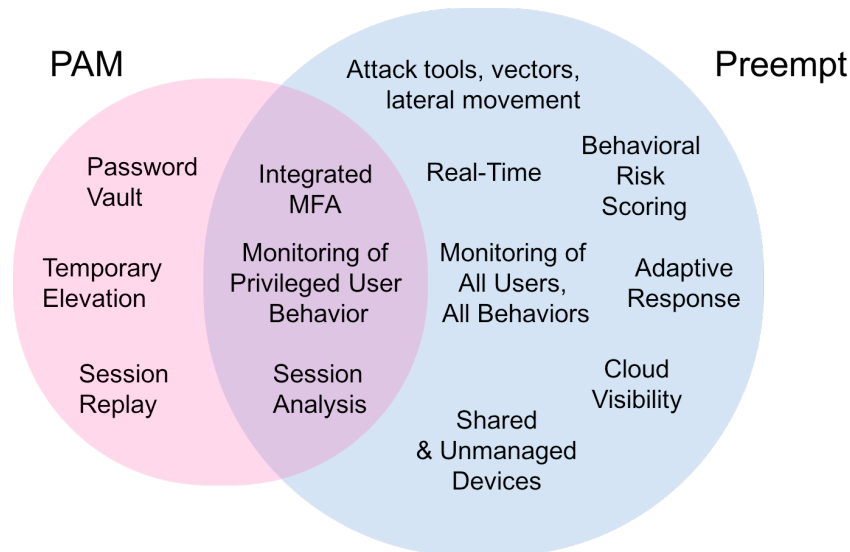 PAM
Preempt
Attack tools, vectors,
lateral movement
Password
Vault
Integrated
MFA
Real-Time
Behavioral
Risk
Scoring
Temporary
Elevation
Monitoring of
Privileged User
Behavior
Monitoring of
All Users,
All Behaviors
Adaptive
Response
Session
Replay
Session
Analysis
Cloud
Visibility
Shared
& Unmanaged
Devices